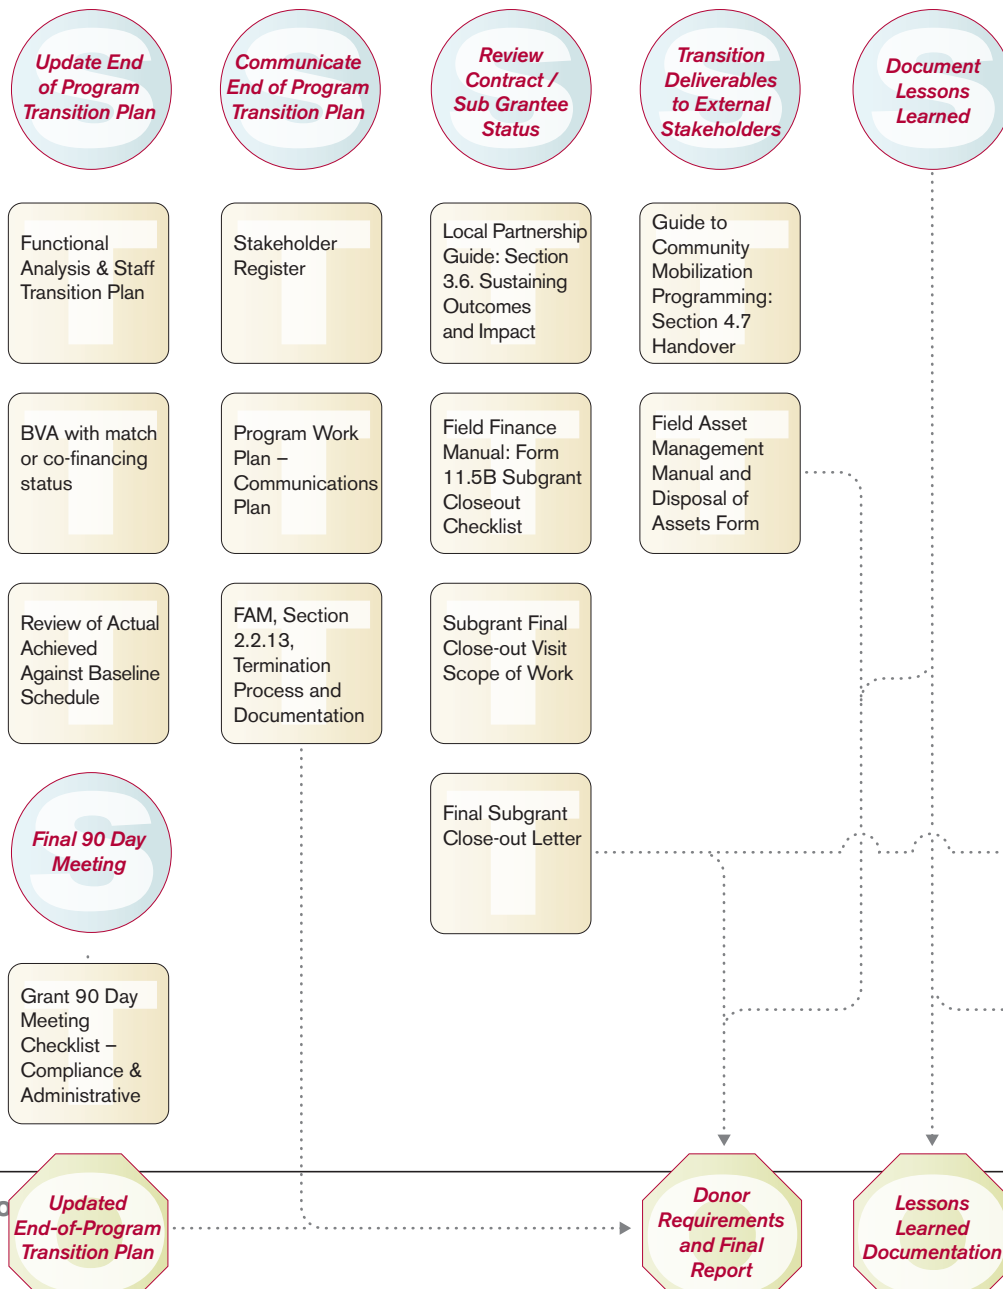 Update End
of Program
Transition Plan
Communicate
End of Program
Transition Plan
Review
Contract /
Sub Grantee
Status
Transition
Deliverables
to External
Stakeholders
Document
Lessons
Learned
Functional
Analysis & Staff
Transition Plan
Stakeholder
Register
Local Partnership
Guide: Section
3.6. Sustaining
Outcomes
and Impact
Guide to
Community
Mobilization
Programming:
Section 4.7
Handover
BVA with match
or co-financing
status
Program Work
Plan –
Communications
Plan
Field Finance
Manual: Form
11.5B Subgrant
Closeout
Checklist
Field Asset
Management
Manual and
Disposal of
Assets Form
Review of Actual
Achieved
Against Baseline
Schedule
FAM, Section
2.2.13,
Termination
Process and
Documentation
Subgrant Final
Close-out Visit
Scope of Work
Final 90 Day
Meeting
Final Subgrant
Close-out Letter
Grant 90 Day
Meeting
Checklist –
Compliance &
Administrative
Updated
End-of-Program
Transition Plan
Donor
Requirements
and Final
Report
Lessons
Learned
Documentation